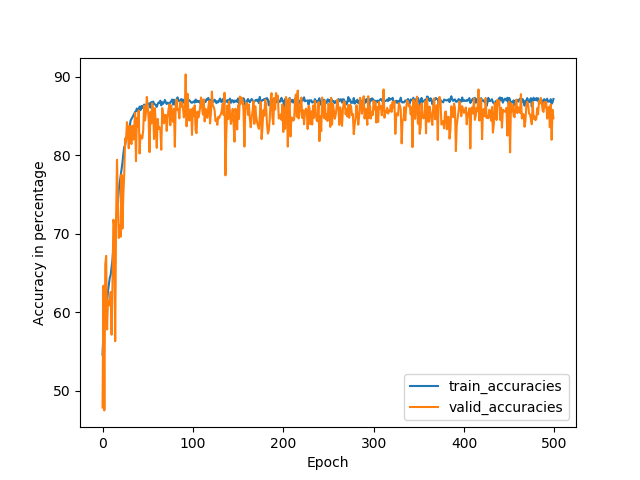 90
80
70
60
50
Accuracy in percentage
0 100 200 300 400 500
Epoch
train_accuracies
valid_accuracies